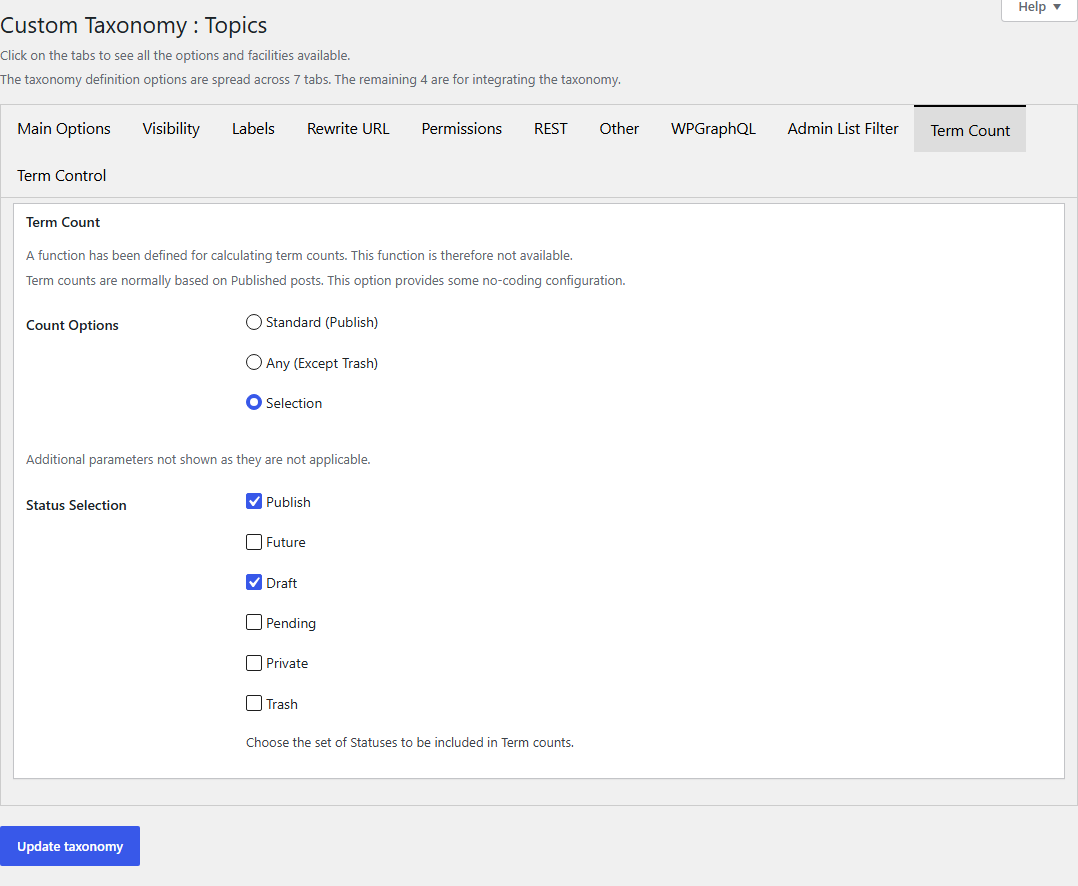 Help ▼
Custom Taxonomy : Topics
Click on the tabs to see all the options and facilities available.
The taxonomy definition options are spread across 7 tabs. The remaining 4 are for integrating the taxonomy.
Main Options Visibility Labels Rewrite URL Permissions REST Other WPGraphQL Admin List Filter Term Count
Term Control
Term Count
A function has been defined for calculating term counts. This function is therefore not available.
Term counts are normally based on Published posts. This option provides some no-coding configuration.
Count Options
Standard (Publish)
Any (Except Trash)
Selection
Additional parameters not shown as they are not applicable.
Status Selection
Publish
Future
Draft
Pending
Private
Trash
Choose the set of Statuses to be included in Term counts.
Update taxonomy